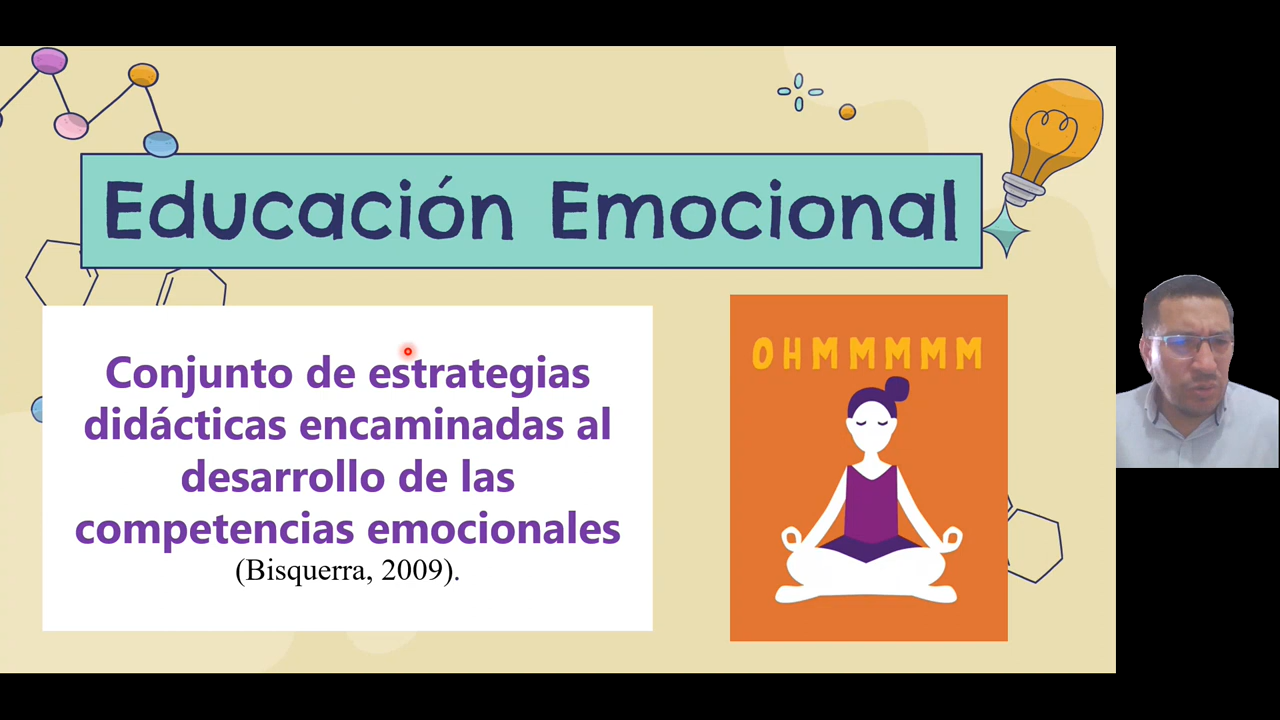 Educación Emocional
Conjunto de estrategias
didácticas encaminadas al
desarrollo de las
competencias emocionales
(Bisquerra, 2009).
OHMMMMM